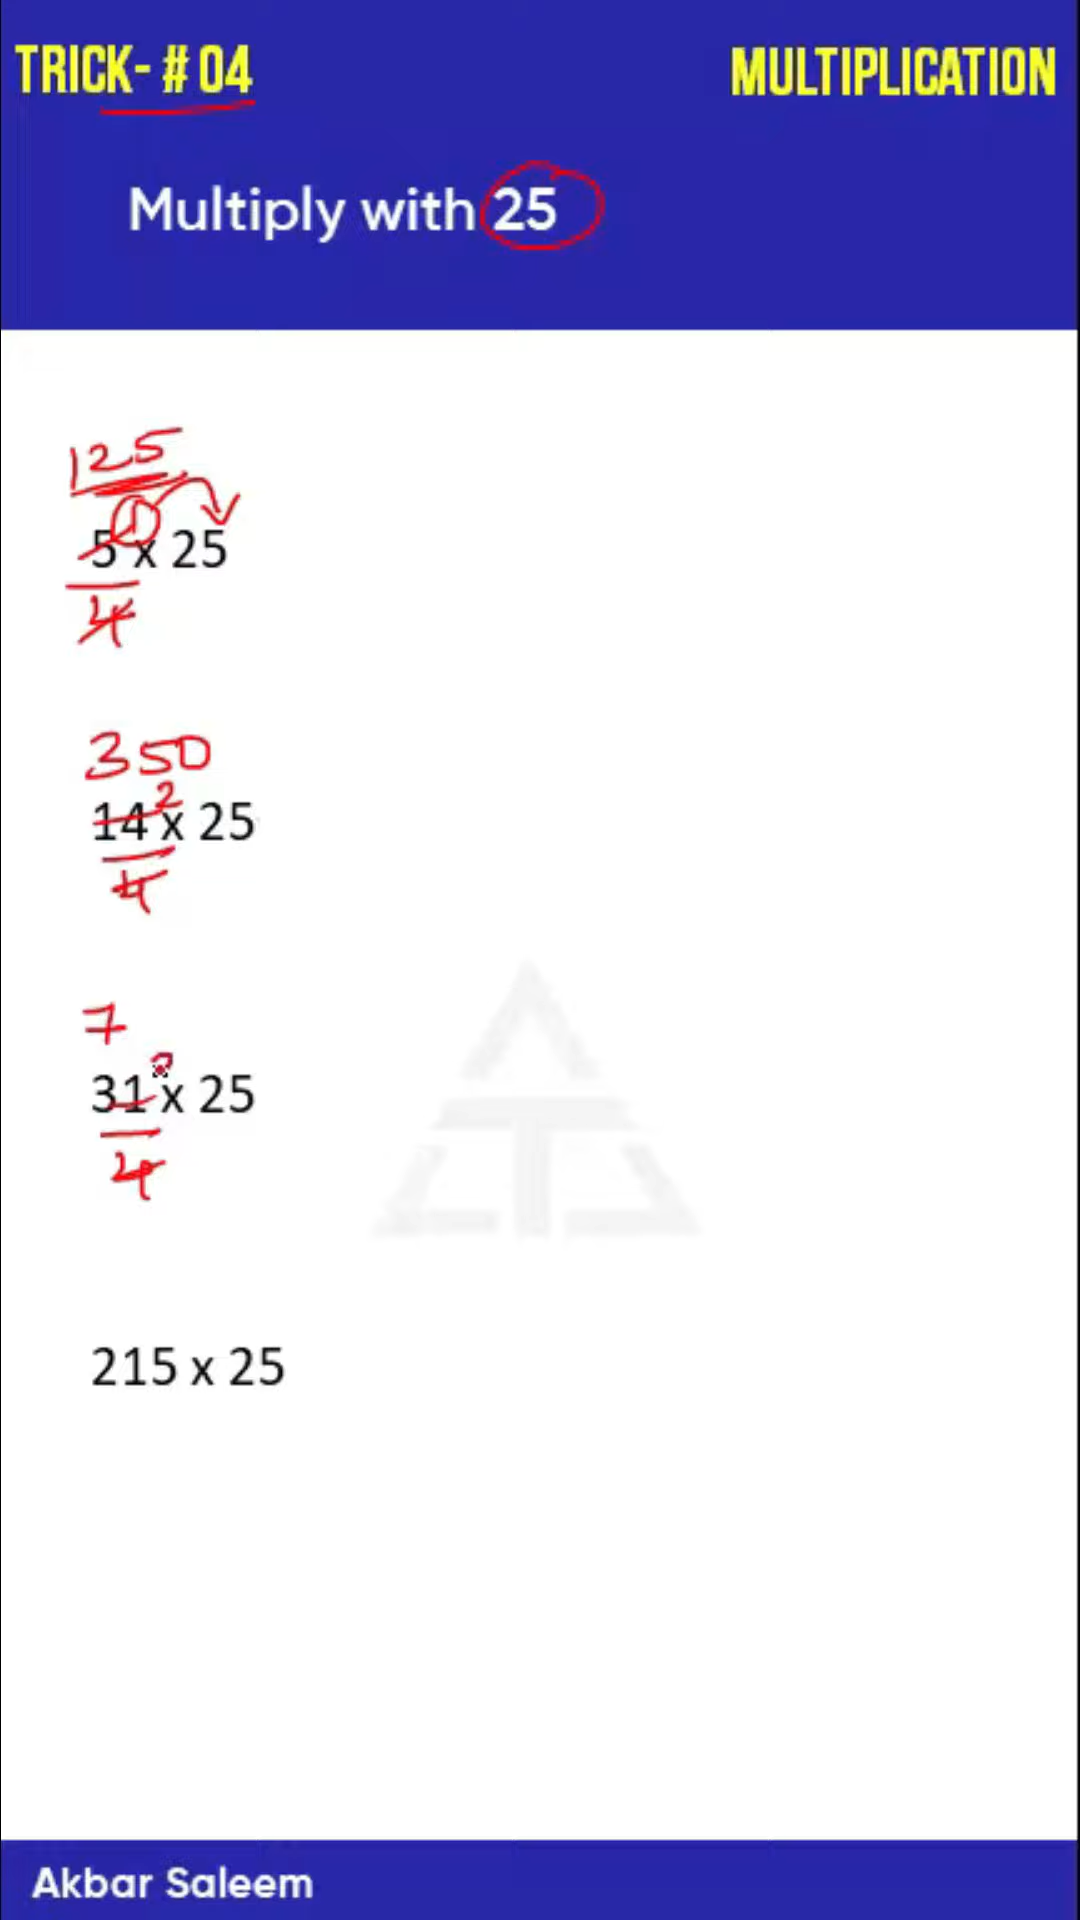 TRICK- # 04
MULTIPLICATION
Multiply with 25
125
1
5 x 25
4
350
2
14 x 25
4
7
31 x 25
4
215 x 25
Akbar Saleem